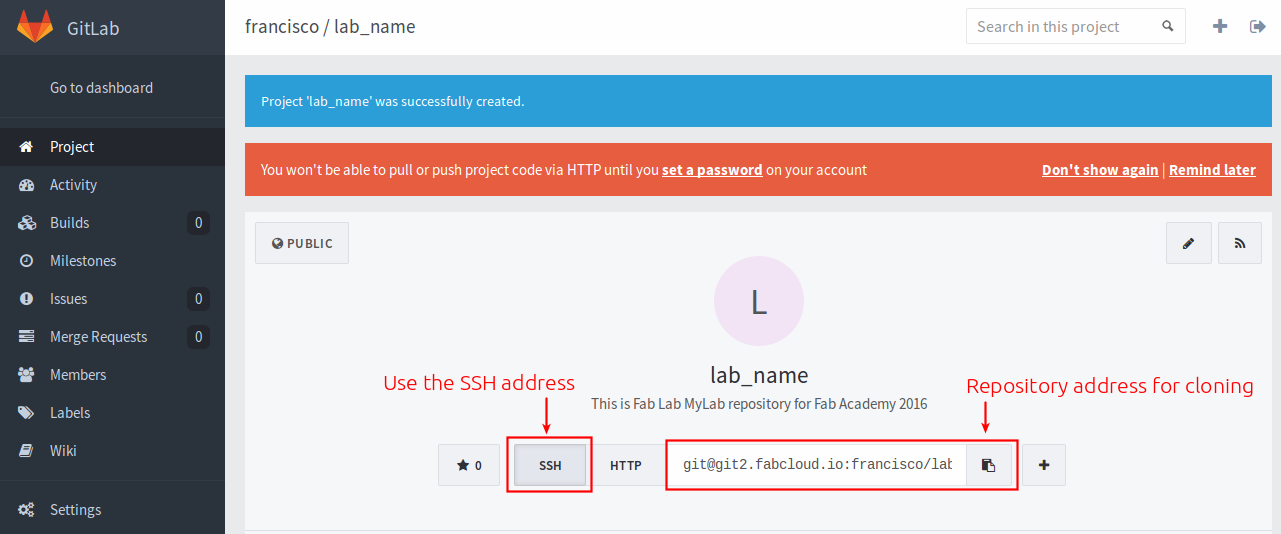 GitLab
francisco / lab_name
Search in this project
Go to dashboard
Project 'lab_name' was successfully created.
Project
You won't be able to pull or push project code via HTTP until you set a password on your account
Don't show again | Remind later
Activity
Builds 0
Milestones
Issues 0
Merge Requests 0
Members
Labels
Wiki
Settings
PUBLIC
L
lab_name
This is Fab Lab MyLab repository for Fab Academy 2016
Use the SSH address
Repository address for cloning
0
SSH
HTTP
git@git2.fabcloud.io:francisco/lab